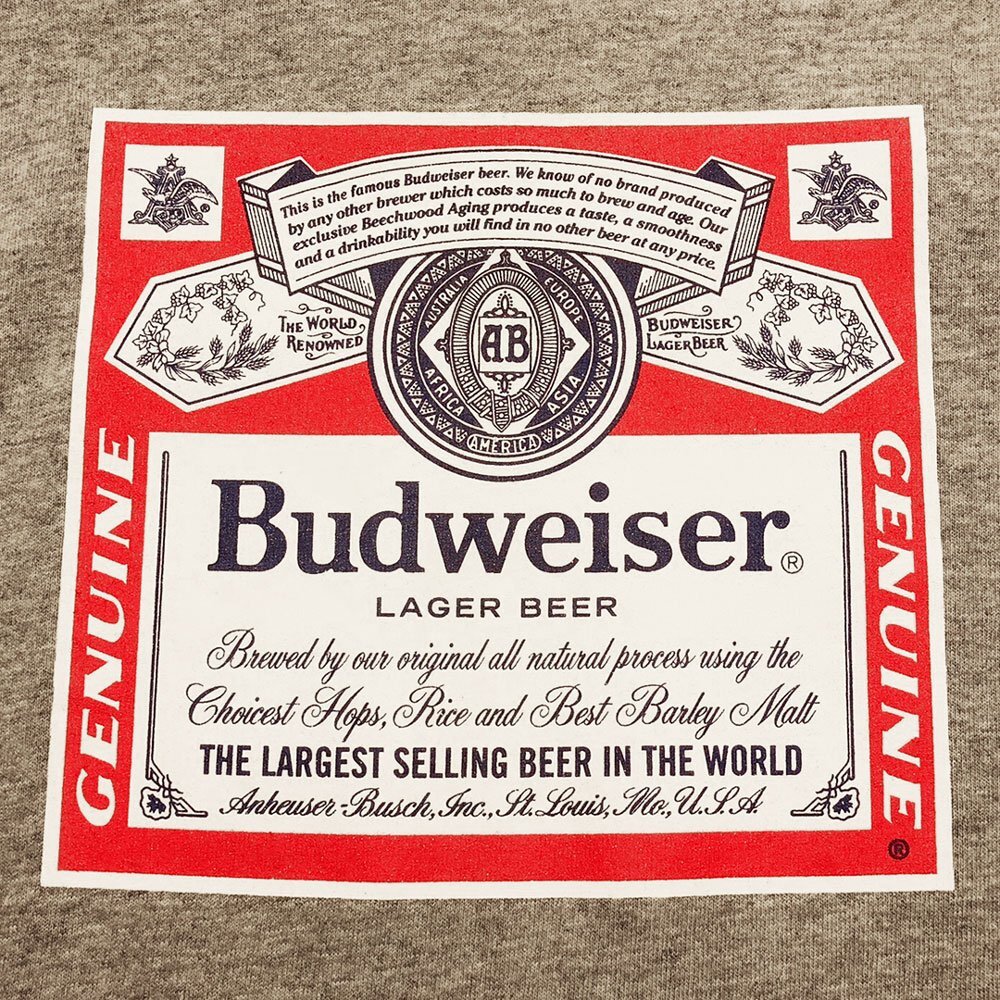 This is the famous Budweiser beer. We know of no brand produced
by any other brewer which costs so much to brew and age. Our
exclusive Beechwood Aging produces a taste, a smoothness
and a drinkability you will find in no other beer at any price.
THE WORLD
RENOWNED
AUSTRALIA
EUROPE
AB
AFRICA
ASIA
AMERICA
BUDWEISER
LAGER BEER
GENUINE
GENUINE
Budweiser®
LAGER BEER
Brewed by our original all natural process using the
Choicest Hops, Rice and Best Barley Malt
THE LARGEST SELLING BEER IN THE WORLD
Anheuser-Busch, Inc., St. Louis, Mo., U.S.A.
®